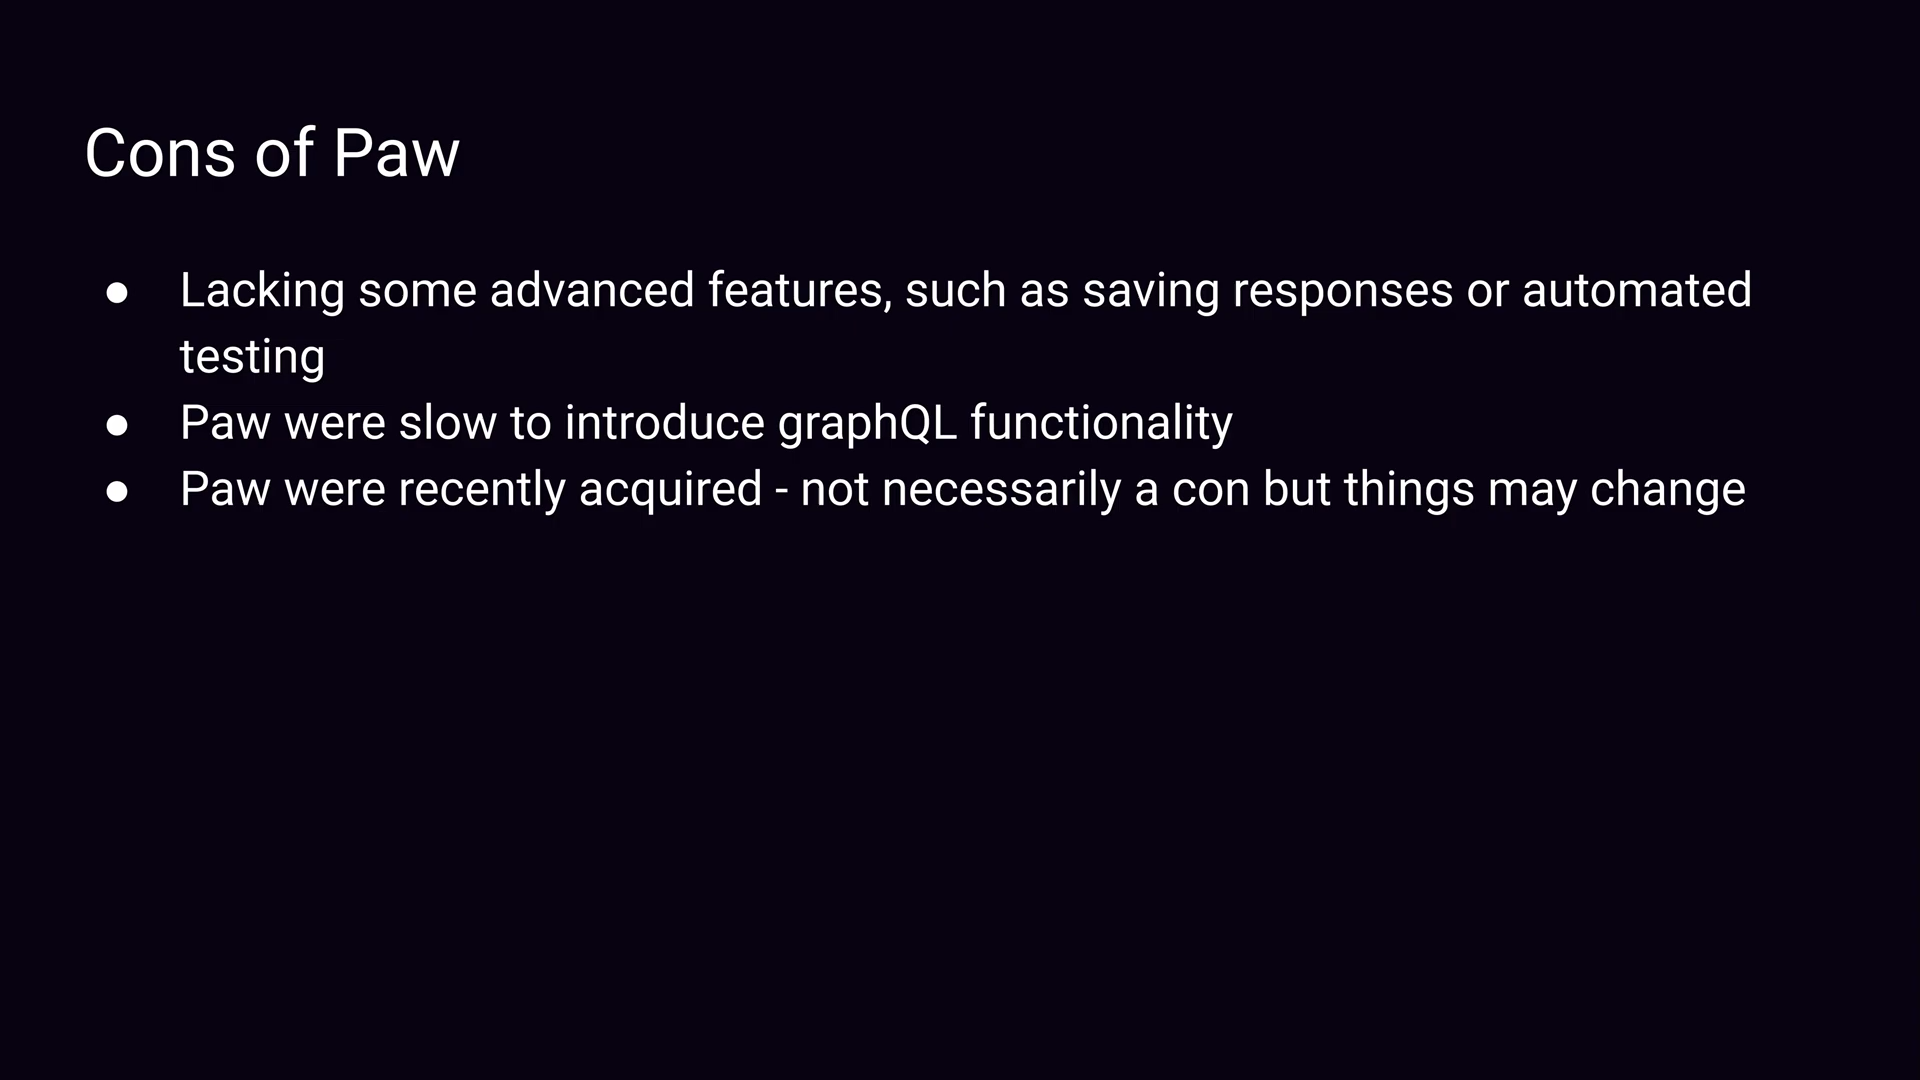 Cons of Paw
● Lacking some advanced features, such as saving responses or automated
testing
● Paw were slow to introduce graphQL functionality
● Paw were recently acquired - not necessarily a con but things may change